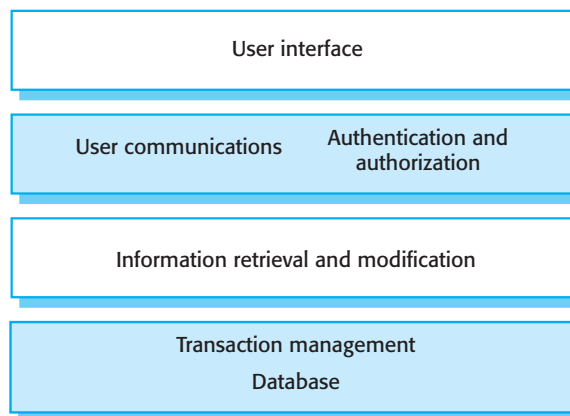 User interface
User communications
Authentication and
authorization
Information retrieval and modification
Transaction management
Database